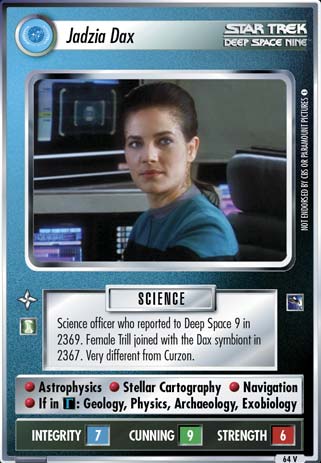 Jadzia Dax
STAR TREK
DEEP SPACE NINE
NOT ENDORSED BY CBS OR PARAMOUNT PICTURES
SCIENCE
Science officer who reported to Deep Space 9 in
2369. Female Trill joined with the Dax symbiont in
2367. Very different from Curzon.
Astrophysics Stellar Cartography Navigation
If in : Geology, Physics, Archaeology, Exobiology
INTEGRITY 7 CUNNING 9 STRENGTH 6
64 V